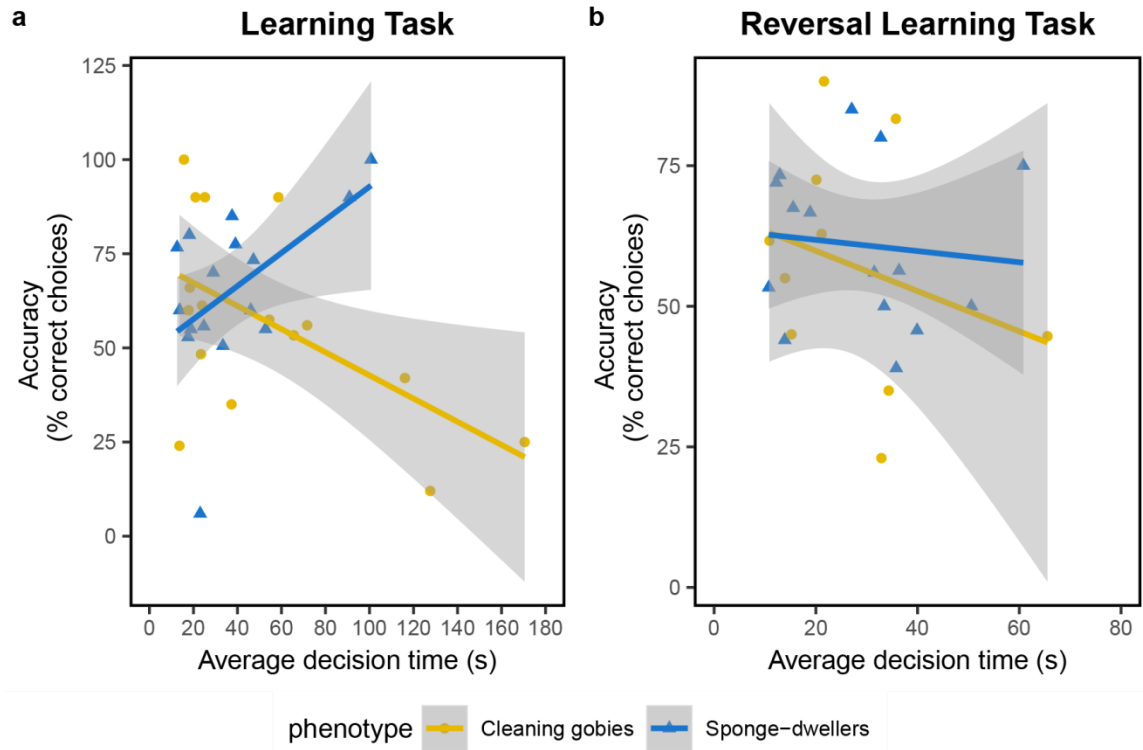 a
Learning Task
b
Reversal Learning Task
Accuracy
(% correct choices)
125
100
75
50
25
0
0 20 40 60 80 100 120 140 160 180
Average decision time (s)
Accuracy
(% correct choices)
75
50
25
0
0 20 40 60 80
Average decision time (s)
phenotype Cleaning gobies Sponge−dwellers